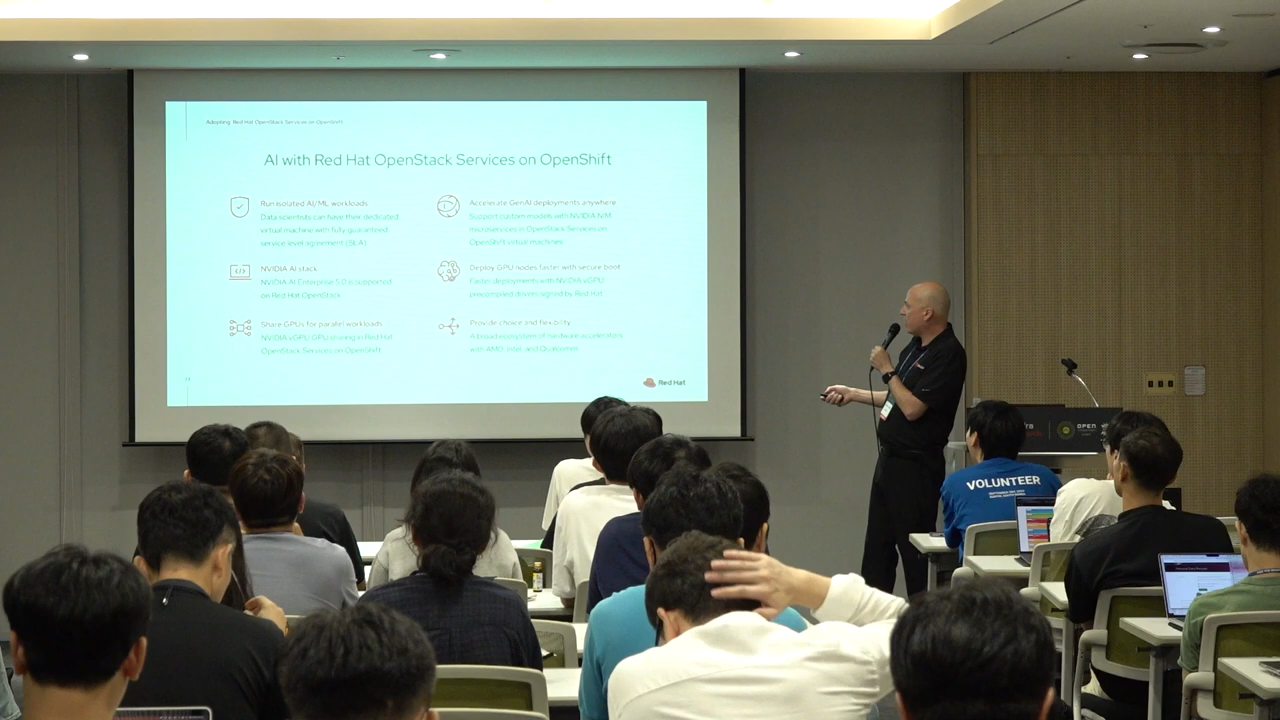 Adopting Red Hat OpenStack Services on OpenShift
AI with Red Hat OpenStack Services on OpenShift
Run isolated AI/ML workloads
Data scientists can have their dedicated
virtual machine with fully guaranteed
service level agreement (SLA)
NVIDIA AI stack
NVIDIA AI Enterprise 5.0 is supported
on Red Hat OpenStack
Share GPUs for parallel workloads
NVIDIA vGPU GPU sharing in Red Hat
OpenStack Services on OpenShift
Accelerate GenAI deployments anywhere
Support custom models with NVIDIA NIM
microservices in OpenStack Services on
OpenShift virtual machines
Deploy GPU nodes faster with secure boot
Faster deployments with NVIDIA vGPU
precompiled drivers signed by Red Hat
Provide choice and flexibility
A broad ecosystem of hardware accelerators
with AMD, Intel, and Qualcomm
Red Hat
OPEN
VOLUNTEER